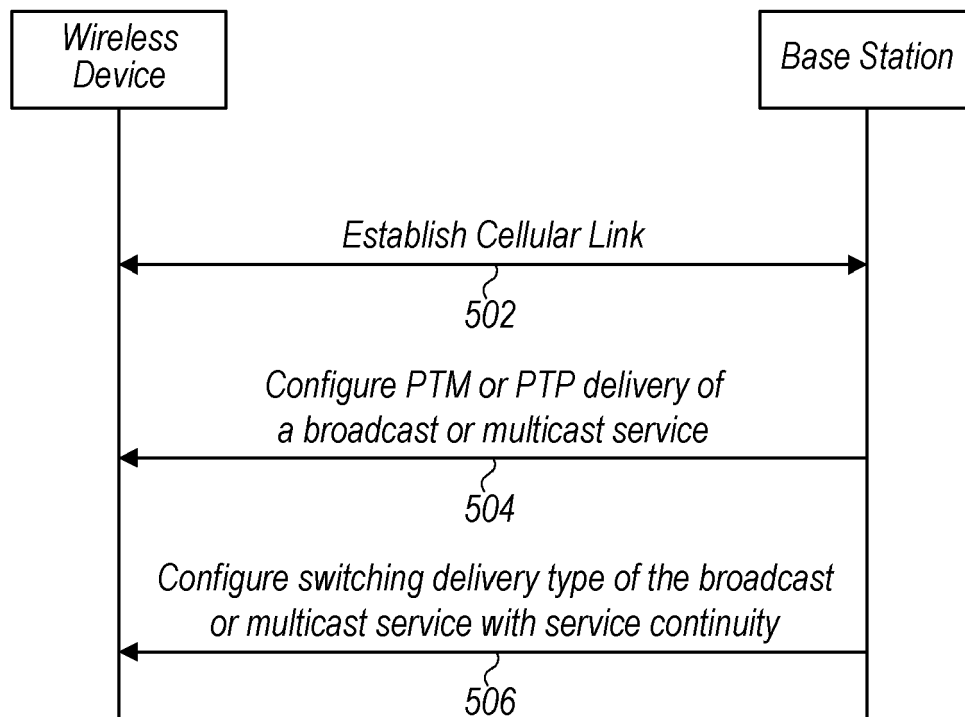 Wireless
Device
Base Station
Establish Cellular Link
502
Configure PTM or PTP delivery of
a broadcast or multicast service
504
Configure switching delivery type of the broadcast
or multicast service with service continuity
506